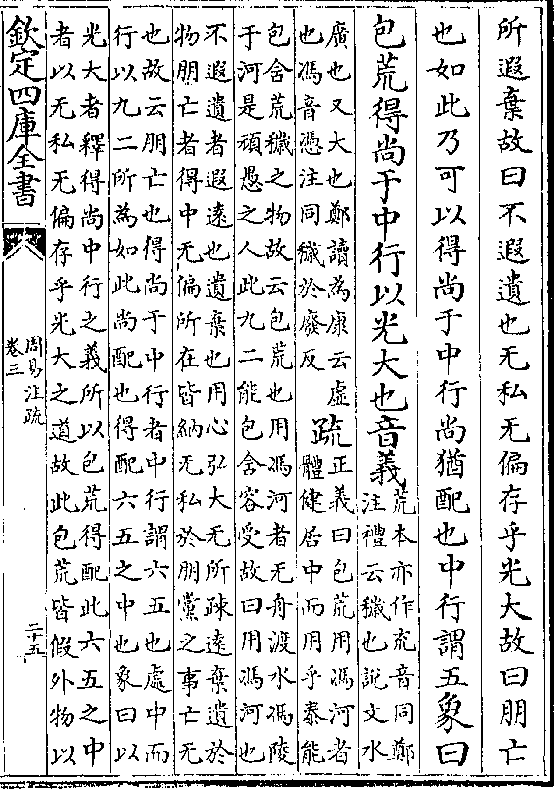 所遐棄故曰不遐遺也无私无偏存乎光大故曰朋亡
也如此乃可以得尚于中行尚猶配也中行謂五象曰
包荒得尚于中行以光大也音義荒本亦作㠩音同鄭
注禮云穢也說文水
廣也又大也鄭讀為康云虛
也馮音憑注同穢於廢反
疏正義曰包荒用馮河者
體健居中而用乎泰能
包含荒穢之物故云包荒也用馮河者无舟渡水馮陵
于河是頑愚之人此九二能包含容受故曰用馮河也
不遐遺者遐遠也遺棄也用心弘大无所疎遠棄遺於
物朋亡者得中无偏所在皆納无私於朋黨之事亡无
也故云朋亡也得尚于中行者中行謂六五也處中而
行以九二所為如此尚配也得配六五之中也象曰以
光大者釋得尚中行之義所以包荒得配此六五之中
者以无私无偏存乎光大之道故此包荒皆假外物以
欽定四庫全書
周易注疏
卷三
二十五